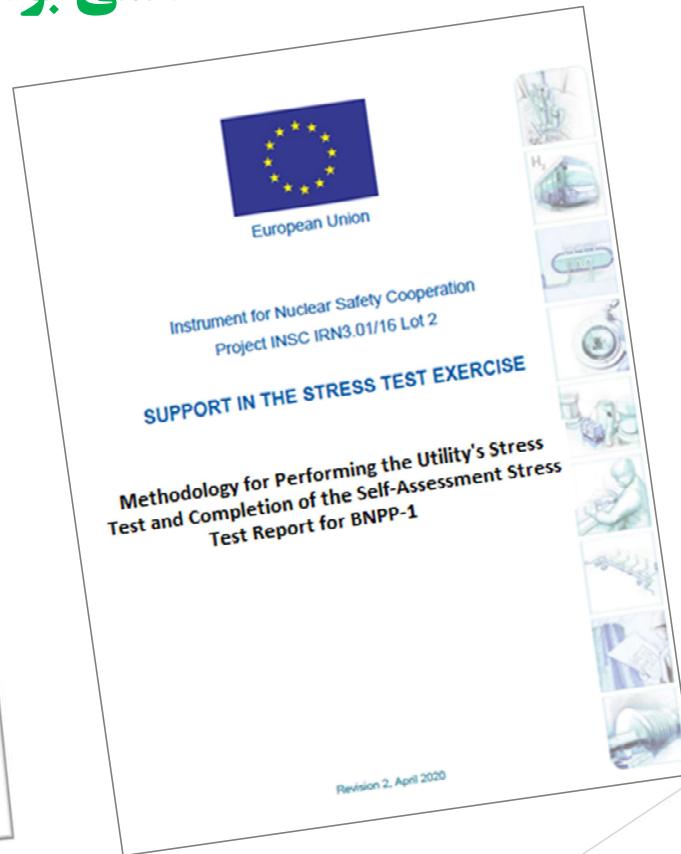 European Union
Instrument for Nuclear Safety Cooperation
Project INSC IRN3.01/16 Lot 2
SUPPORT IN THE STRESS TEST EXERCISE
Methodology for Performing the Utility's Stress
Test and Completion of the Self-Assessment Stress
Test Report for BNPP-1
Revision 2, April 2020
H₂